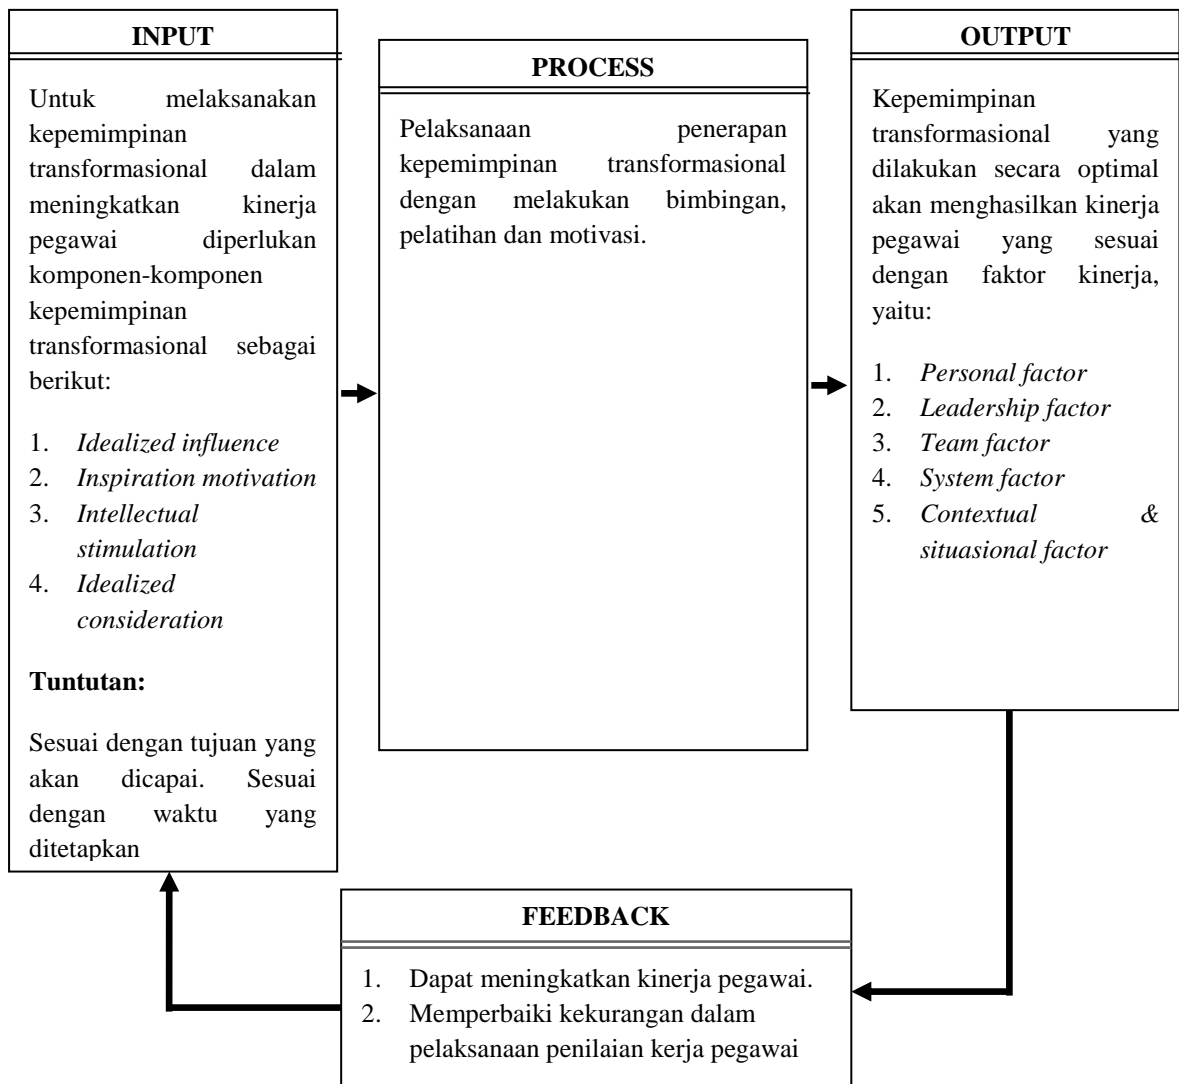 INPUT
Untuk melaksanakan
kepemimpinan
transformasional dalam
meningkatkan kinerja
pegawai diperlukan
komponen-komponen
kepemimpinan
transformasional sebagai
berikut:
1. Idealized influence
2. Inspiration motivation
3. Intellectual
stimulation
4. Idealized
consideration
Tuntutan:
Sesuai dengan tujuan yang
akan dicapai. Sesuai
dengan waktu yang
ditetapkan
PROCESS
Pelaksanaan penerapan
kepemimpinan transformasional
dengan melakukan bimbingan,
pelatihan dan motivasi.
OUTPUT
Kepemimpinan
transformasional yang
dilakukan secara optimal
akan menghasilkan kinerja
pegawai yang sesuai
dengan faktor kinerja,
yaitu:
1. Personal factor
2. Leadership factor
3. Team factor
4. System factor
5. Contextual &
situasional factor
FEEDBACK
1. Dapat meningkatkan kinerja pegawai.
2. Memperbaiki kekurangan dalam
pelaksanaan penilaian kerja pegawai